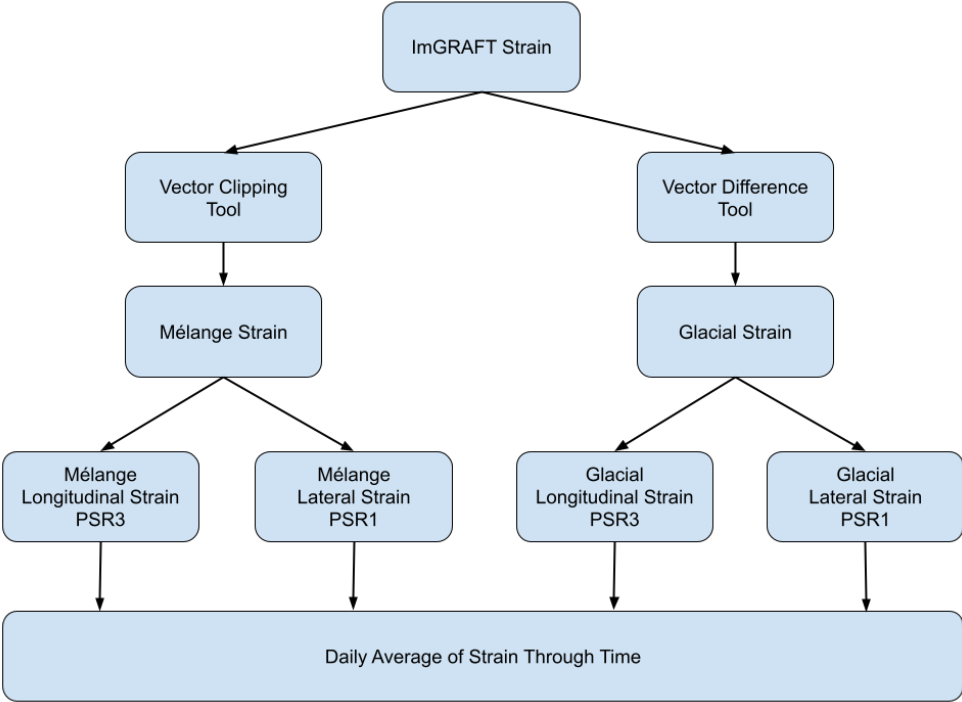 ImGRAFT Strain
Vector Clipping
Tool
Vector Difference
Tool
Mélange Strain
Glacial Strain
Mélange
Longitudinal Strain
PSR3
Mélange
Lateral Strain
PSR1
Glacial
Longitudinal Strain
PSR3
Glacial
Lateral Strain
PSR1
Daily Average of Strain Through Time